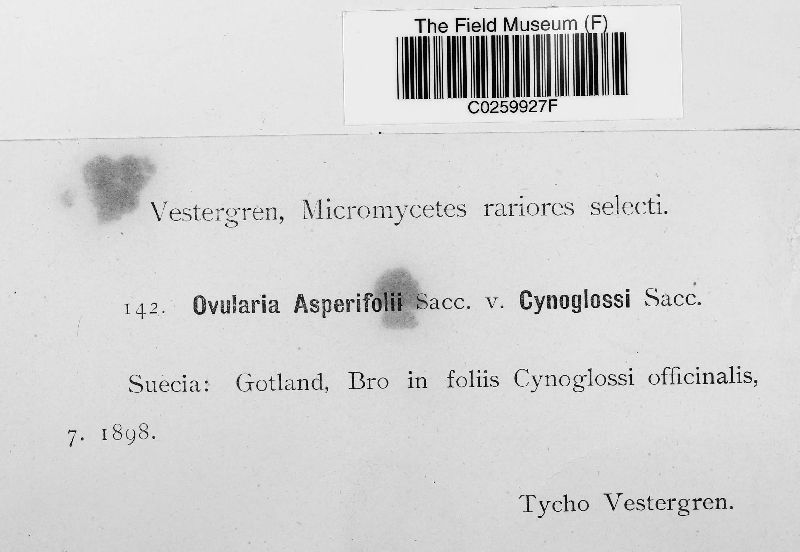 The Field Museum (F)
C0259927F
Vestergren, Micromycetes rariores selecti.
142. Ovularia Asperifolii Sacc. v. Cynoglossi Sacc.
Suecia: Gotland, Bro in foliis Cynoglossi officinalis,
7. 1898.
Tycho Vestergren.